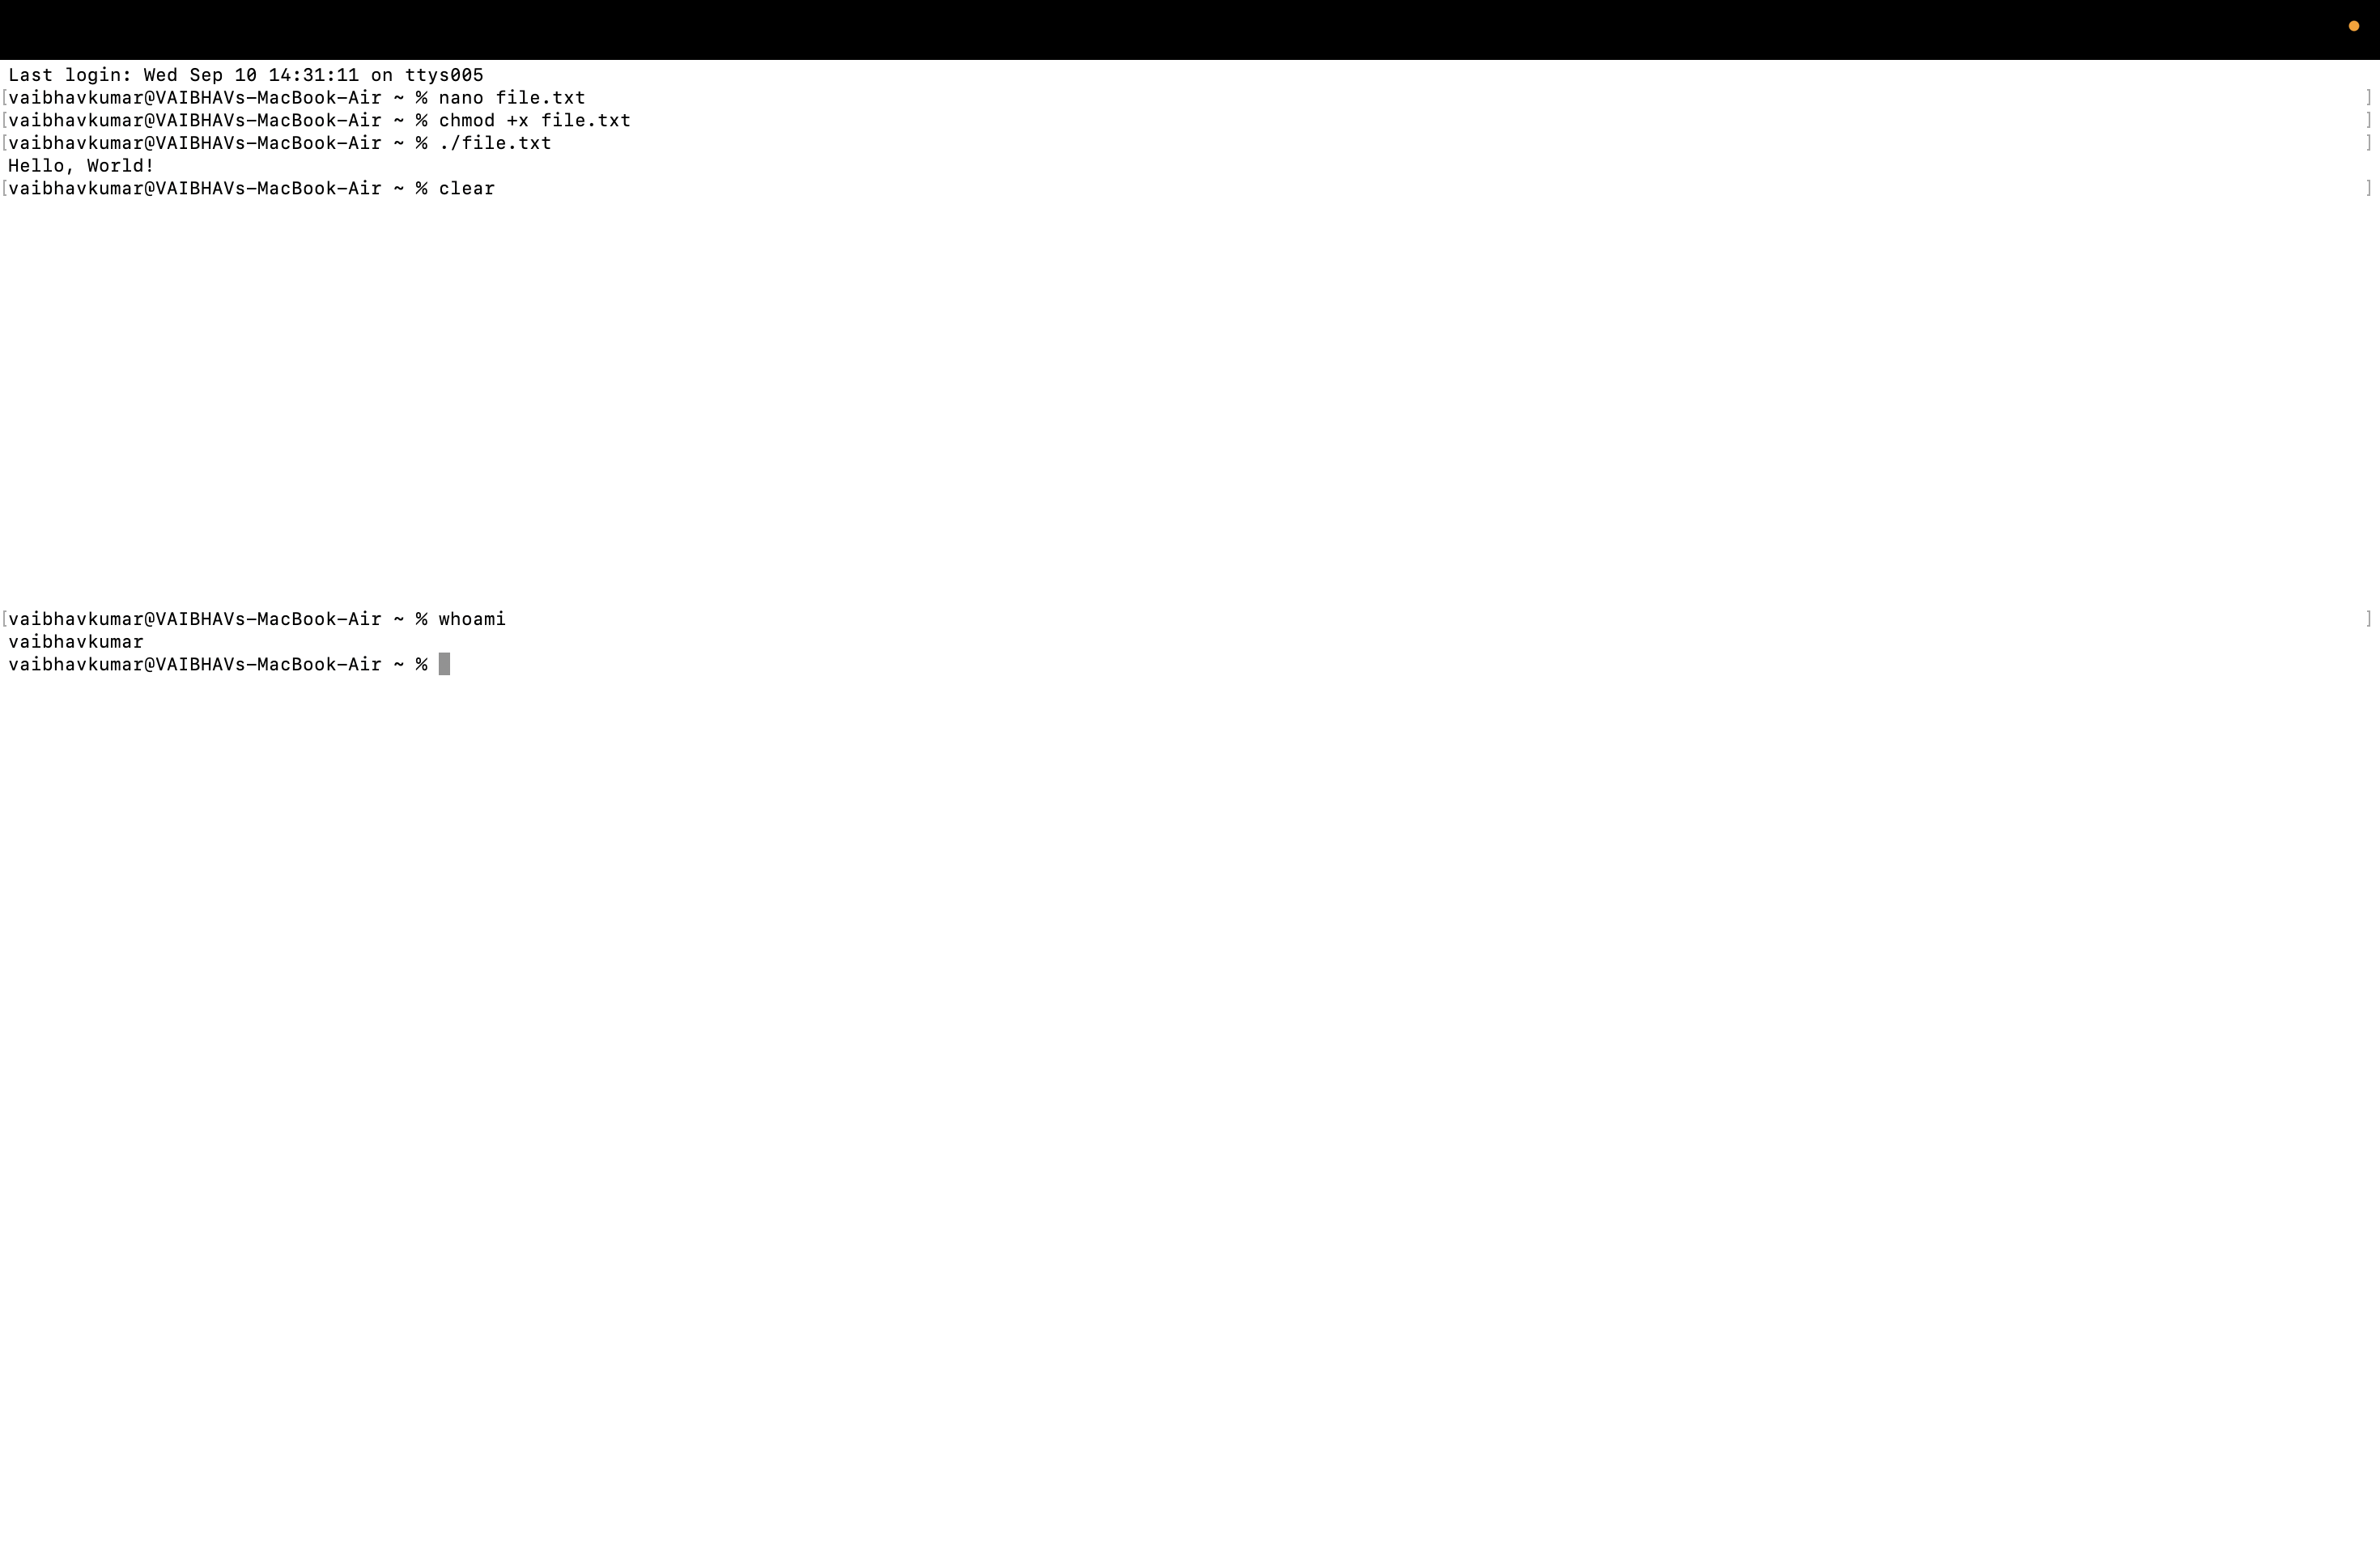 Last login: Wed Sep 10 14:31:11 on ttys005
[vaibhavkumar@VAIBHAVs-MacBook-Air ~ % nano file.txt ]
[vaibhavkumar@VAIBHAVs-MacBook-Air ~ % chmod +x file.txt ]
[vaibhavkumar@VAIBHAVs-MacBook-Air ~ % ./file.txt ]
Hello, World!
[vaibhavkumar@VAIBHAVs-MacBook-Air ~ % clear ]
[vaibhavkumar@VAIBHAVs-MacBook-Air ~ % whoami ]
vaibhavkumar
vaibhavkumar@VAIBHAVs-MacBook-Air ~ %